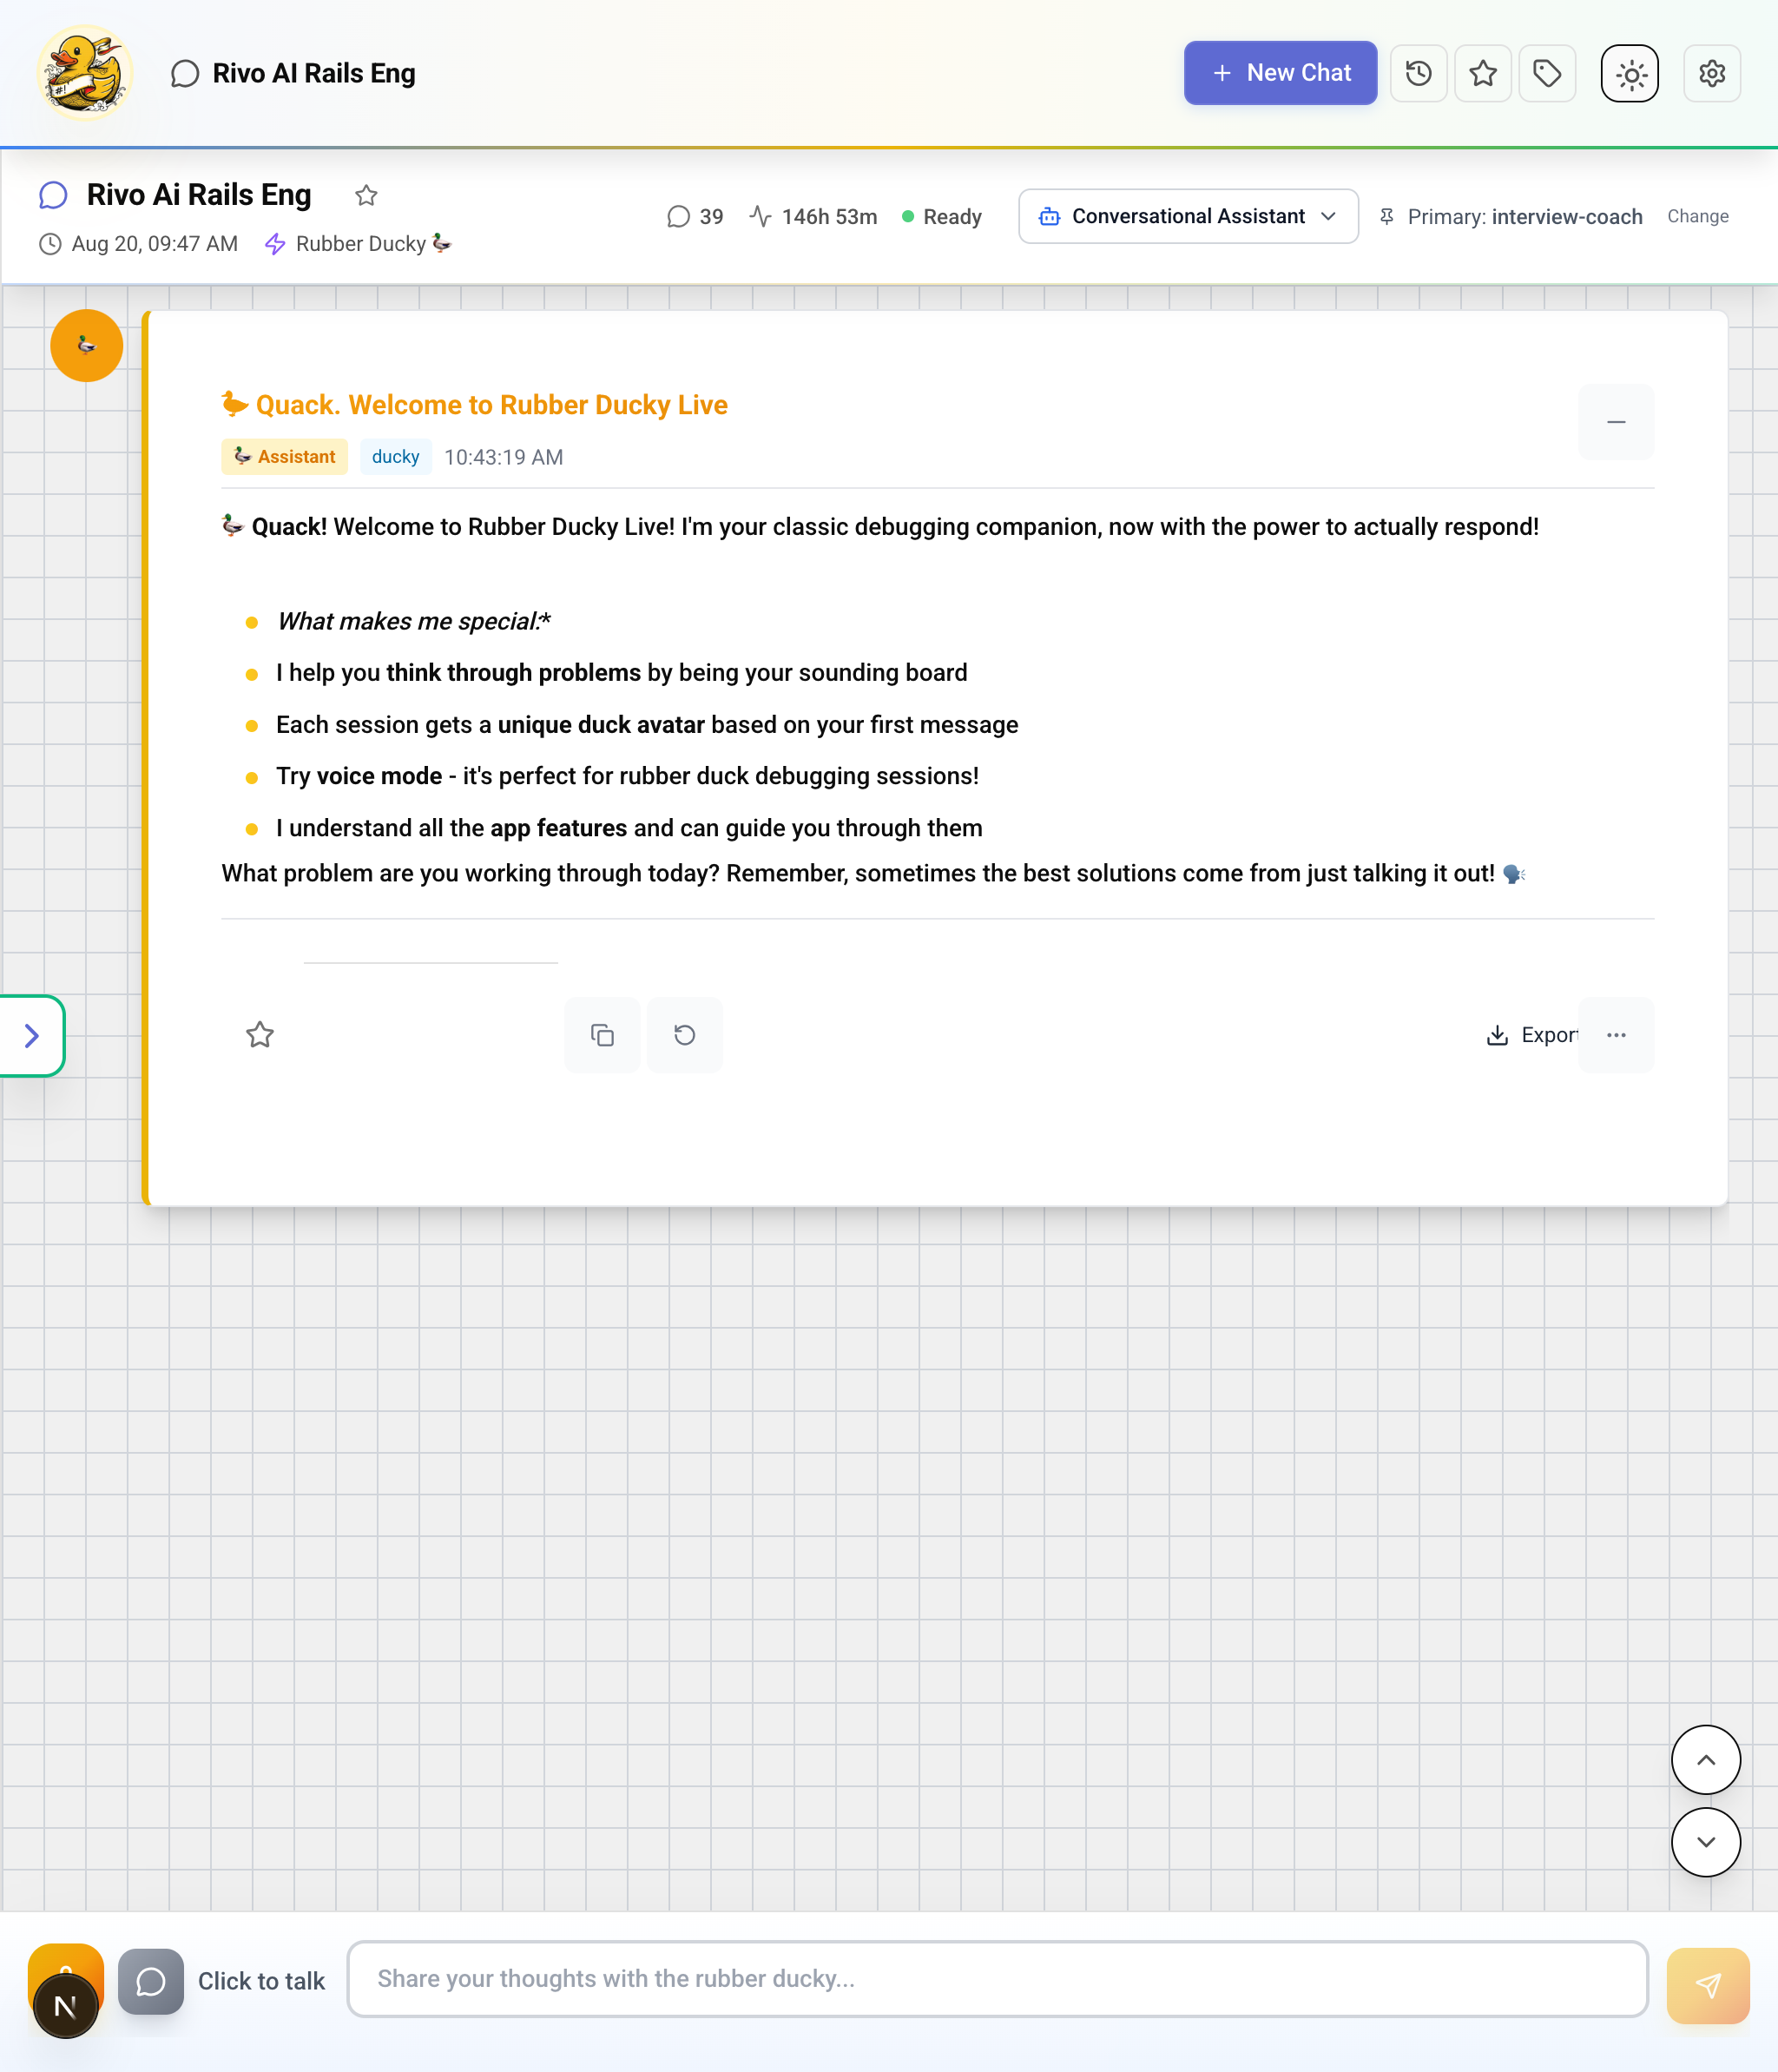 #!
Rivo AI Rails Eng
New Chat
Rivo Ai Rails Eng
Aug 20, 09:47 AM
Rubber Ducky
39
146h 53m
Ready
Conversational Assistant
Primary: interview-coach
Change
Quack. Welcome to Rubber Ducky Live
Assistant
ducky
10:43:19 AM
Quack! Welcome to Rubber Ducky Live! I'm your classic debugging companion, now with the power to actually respond!
What makes me special:*
I help you think through problems by being your sounding board
Each session gets a unique duck avatar based on your first message
Try voice mode - it's perfect for rubber duck debugging sessions!
I understand all the app features and can guide you through them
What problem are you working through today? Remember, sometimes the best solutions come from just talking it out!
Export
N
Click to talk
Share your thoughts with the rubber ducky...